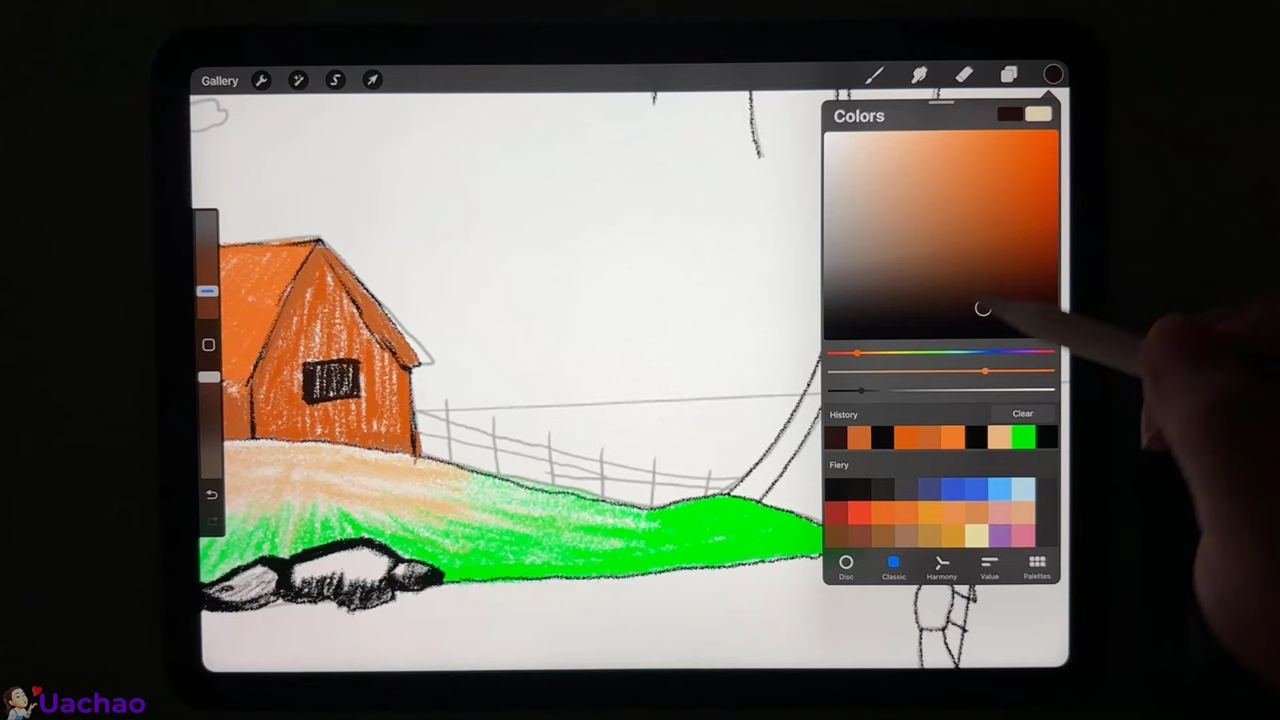 Gallery
Colors
History
Clear
Fiery
Disc
Classic
Harmony
Value
Palettes
Uachao